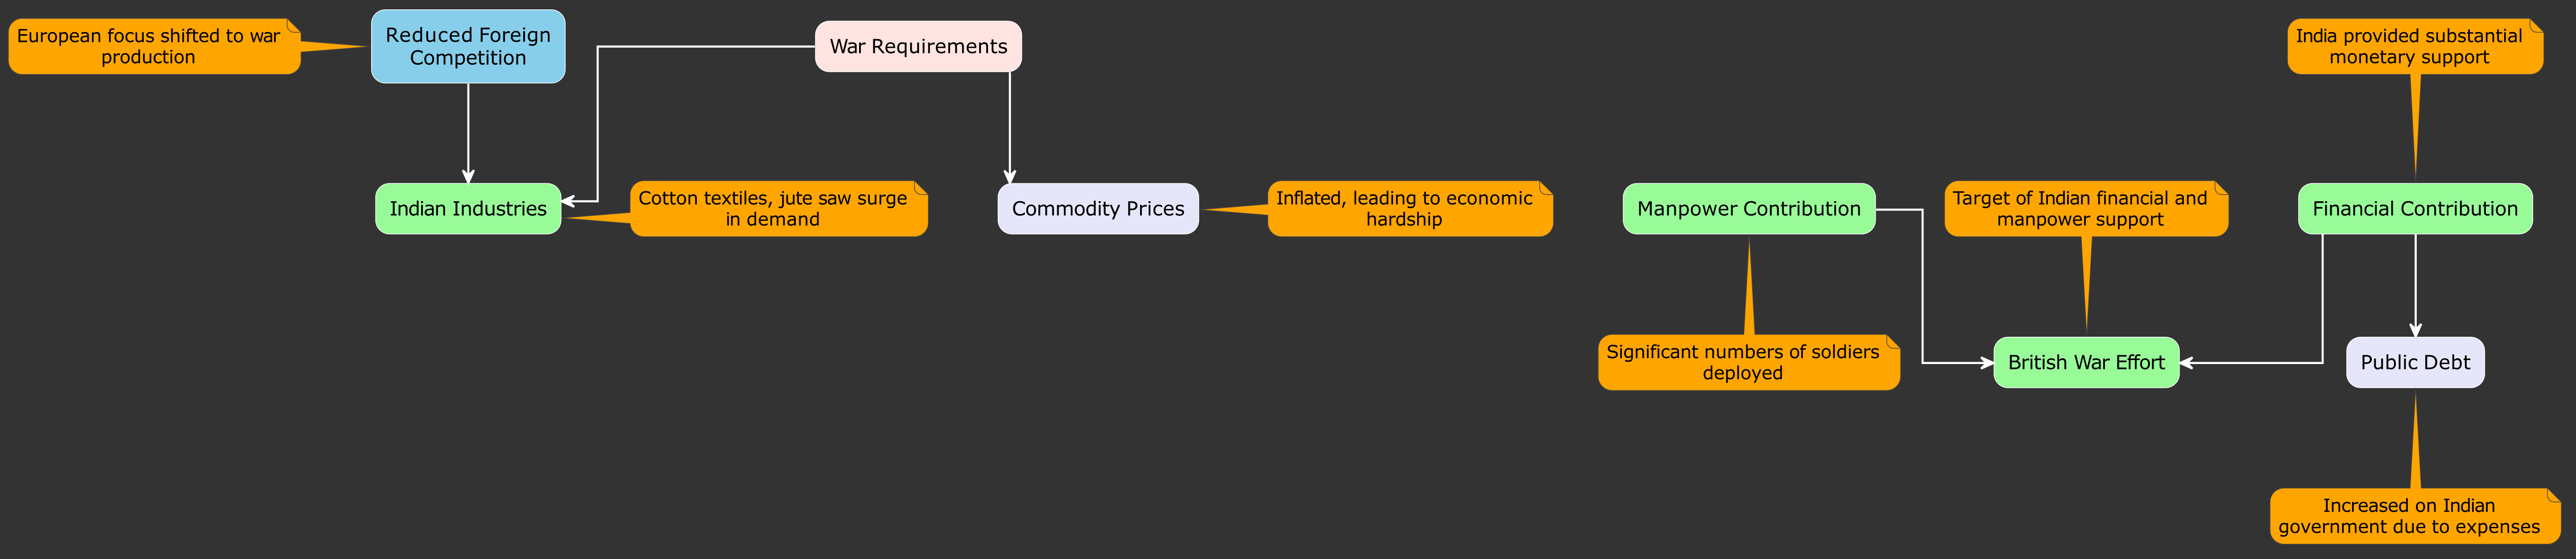 European focus shifted to war
production
Reduced Foreign
Competition
War Requirements
India provided substantial
monetary support
Indian Industries
Cotton textiles, jute saw surge
in demand
Commodity Prices
Inflated, leading to economic
hardship
Manpower Contribution
Target of Indian financial and
manpower support
Financial Contribution
Significant numbers of soldiers
deployed
British War Effort
Public Debt
Increased on Indian
government due to expenses